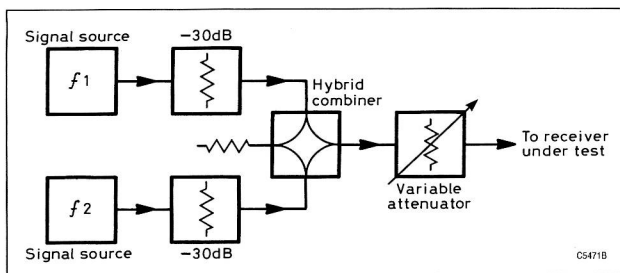 Signal source
-30dB
f1
Hybrid
combiner
To receiver
under test
Variable
attenuator
f2
Signal source
-30dB
C5471B